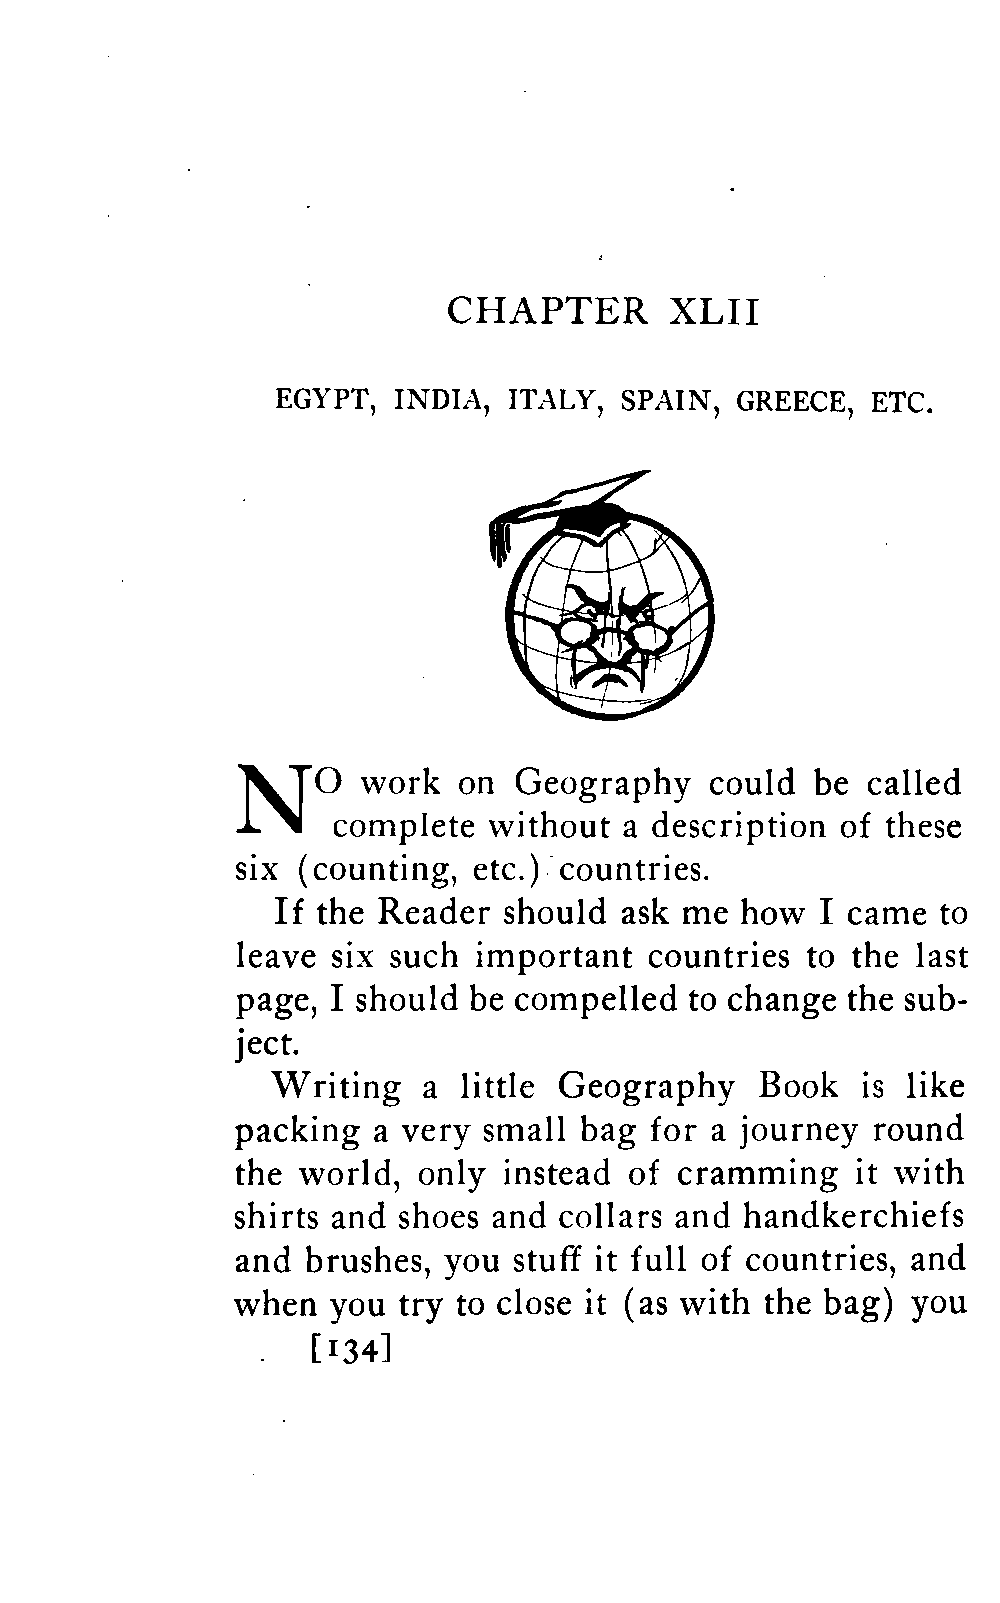 CHAPTER XLII
EGYPT, INDIA, ITALY, SPAIN, GREECE, ETC.
NO work on Geography could be called
complete without a description of these
six (counting, etc.) countries.
If the Reader should ask me how I came to
leave six such important countries to the last
page, I should be compelled to change the sub-
ject.
Writing a little Geography Book is like
packing a very small bag for a journey round
the world, only instead of cramming it with
shirts and shoes and collars and handkerchiefs
and brushes, you stuff it full of countries, and
when you try to close it (as with the bag) you
[134]